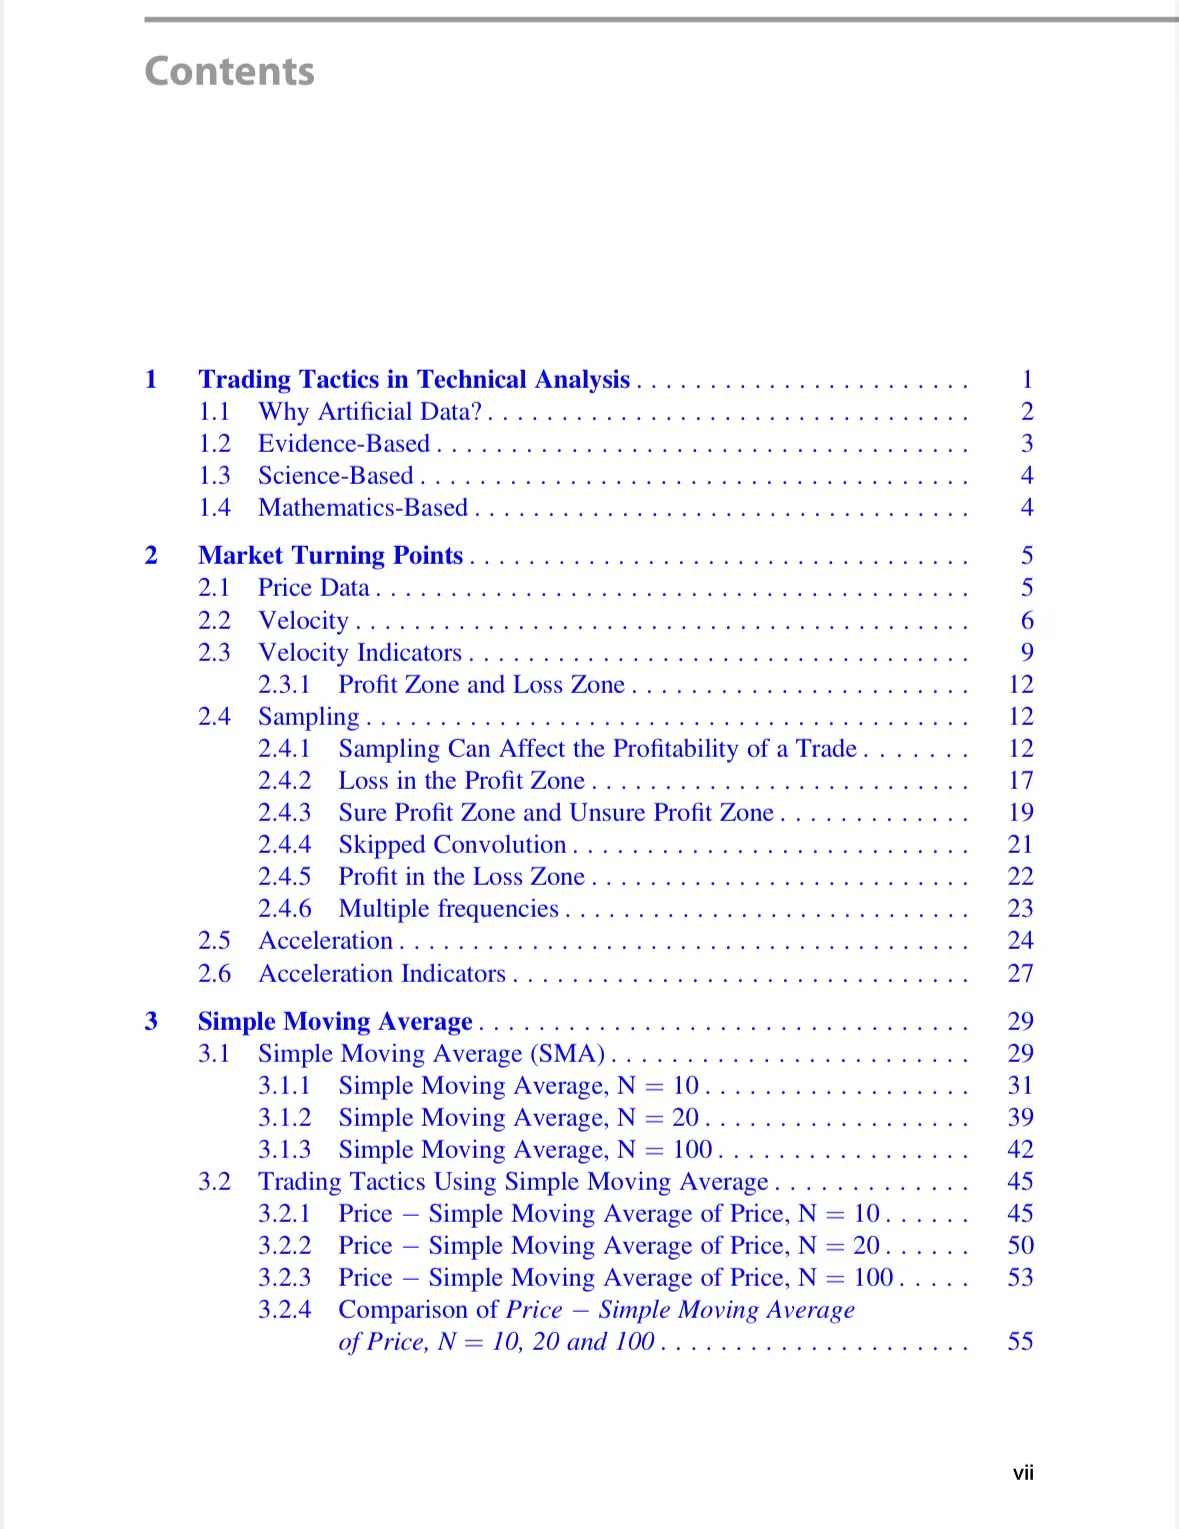 Contents
1 Trading Tactics in Technical Analysis . . . . . . . . . . . . . . . . . . . . . . . 1
1.1 Why Artificial Data? . . . . . . . . . . . . . . . . . . . . . . . . . . . . . . . . . 2
1.2 Evidence-Based . . . . . . . . . . . . . . . . . . . . . . . . . . . . . . . . . . . . 3
1.3 Science-Based . . . . . . . . . . . . . . . . . . . . . . . . . . . . . . . . . . . . . 4
1.4 Mathematics-Based . . . . . . . . . . . . . . . . . . . . . . . . . . . . . . . . . . 4
2 Market Turning Points . . . . . . . . . . . . . . . . . . . . . . . . . . . . . . . . . . 5
2.1 Price Data . . . . . . . . . . . . . . . . . . . . . . . . . . . . . . . . . . . . . . . . 5
2.2 Velocity . . . . . . . . . . . . . . . . . . . . . . . . . . . . . . . . . . . . . . . . . . 6
2.3 Velocity Indicators . . . . . . . . . . . . . . . . . . . . . . . . . . . . . . . . . . 9
2.3.1 Profit Zone and Loss Zone . . . . . . . . . . . . . . . . . . . . . . . 12
2.4 Sampling . . . . . . . . . . . . . . . . . . . . . . . . . . . . . . . . . . . . . . . . . 12
2.4.1 Sampling Can Affect the Profitability of a Trade . . . . . . . 12
2.4.2 Loss in the Profit Zone . . . . . . . . . . . . . . . . . . . . . . . . . . 17
2.4.3 Sure Profit Zone and Unsure Profit Zone . . . . . . . . . . . . . 19
2.4.4 Skipped Convolution . . . . . . . . . . . . . . . . . . . . . . . . . . . 21
2.4.5 Profit in the Loss Zone . . . . . . . . . . . . . . . . . . . . . . . . . . 22
2.4.6 Multiple frequencies . . . . . . . . . . . . . . . . . . . . . . . . . . . . 23
2.5 Acceleration . . . . . . . . . . . . . . . . . . . . . . . . . . . . . . . . . . . . . . . 24
2.6 Acceleration Indicators . . . . . . . . . . . . . . . . . . . . . . . . . . . . . . . 27
3 Simple Moving Average . . . . . . . . . . . . . . . . . . . . . . . . . . . . . . . . . 29
3.1 Simple Moving Average (SMA) . . . . . . . . . . . . . . . . . . . . . . . . 29
3.1.1 Simple Moving Average, N = 10 . . . . . . . . . . . . . . . . . . 31
3.1.2 Simple Moving Average, N = 20 . . . . . . . . . . . . . . . . . . 39
3.1.3 Simple Moving Average, N = 100 . . . . . . . . . . . . . . . . . 42
3.2 Trading Tactics Using Simple Moving Average . . . . . . . . . . . . . 45
3.2.1 Price − Simple Moving Average of Price, N = 10 . . . . . . 45
3.2.2 Price − Simple Moving Average of Price, N = 20 . . . . . . 50
3.2.3 Price − Simple Moving Average of Price, N = 100 . . . . . 53
3.2.4 Comparison of Price − Simple Moving Average
of Price, N = 10, 20 and 100 . . . . . . . . . . . . . . . . . . . . . 55
vii